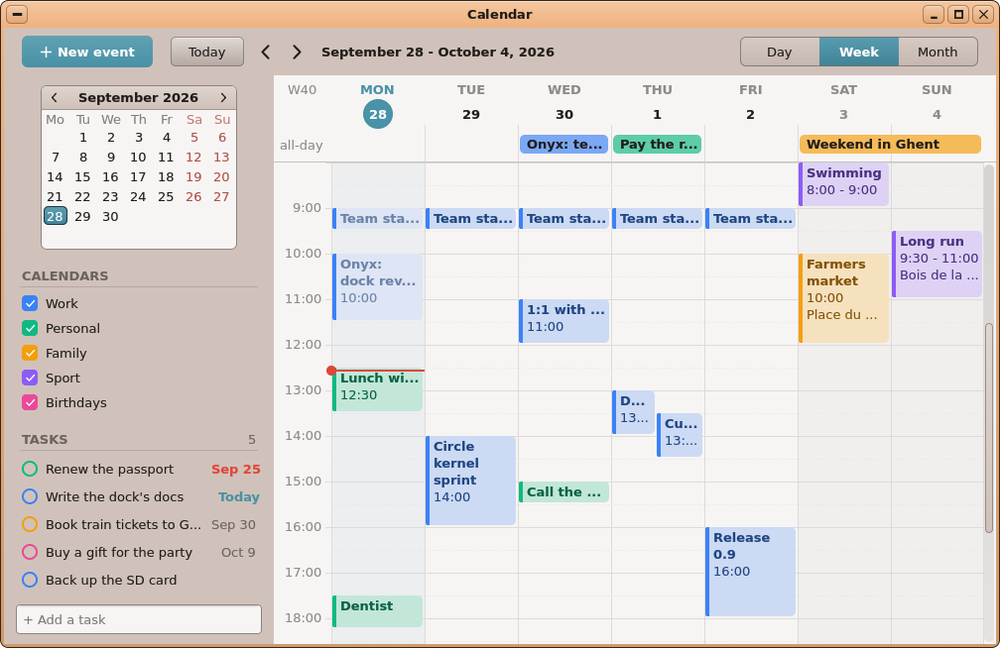 Calendar
+ New event
Today
September 28 - October 4, 2026
Day
Week
Month
September 2026
Mo Tu We Th Fr Sa Su
1 2 3 4 5 6
7 8 9 10 11 12 13
14 15 16 17 18 19 20
21 22 23 24 25 26 27
28 29 30
CALENDARS
Work
Personal
Family
Sport
Birthdays
TASKS 5
Renew the passport Sep 25
Write the dock's docs Today
Book train tickets to G... Sep 30
Buy a gift for the party Oct 9
Back up the SD card
+ Add a task
W40 MON TUE WED THU FRI SAT SUN
28 29 30 1 2 3 4
all-day Onyx: te... Pay the r... Weekend in Ghent
9:00
10:00
11:00
12:00
13:00
14:00
15:00
16:00
17:00
18:00
Team sta...
Onyx:
dock rev...
10:00
Lunch wi...
12:30
Dentist
Team sta...
Circle
kernel
sprint
14:00
Team sta...
1:1 with ...
11:00
Call the ...
Team sta...
D...
13...
Cu...
13:...
Team sta...
Release
0.9
16:00
Swimming
8:00 - 9:00
Farmers
market
10:00
Place du ...
Long run
9:30 - 11:00
Bois de la ...